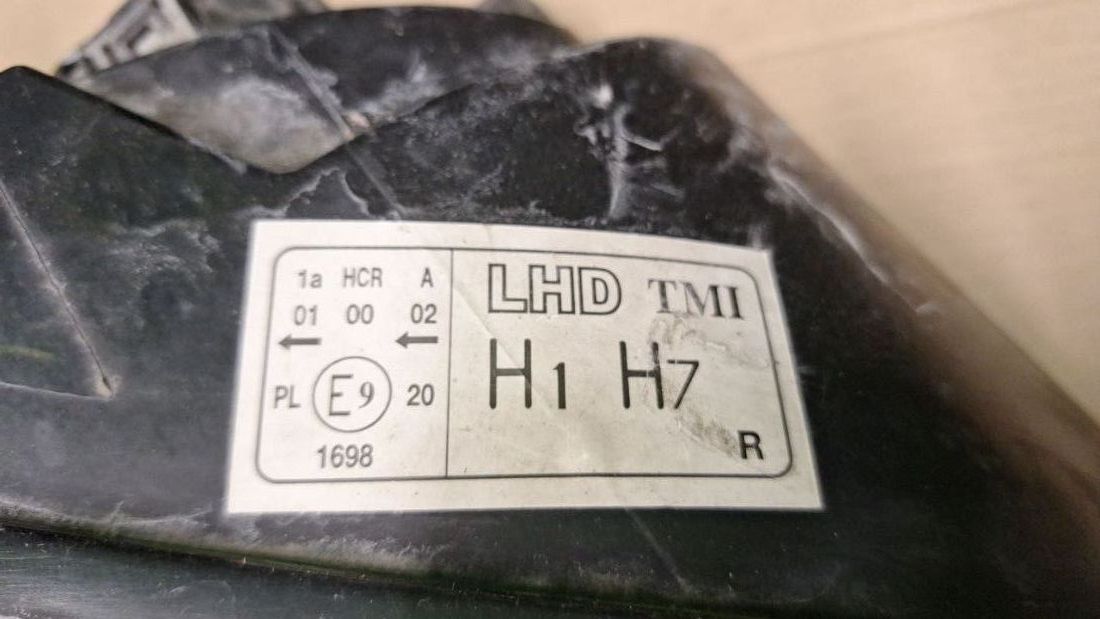 1a HCR A
01 00 02
PL E9 20
1698
LHD TMI
H1 H7
R